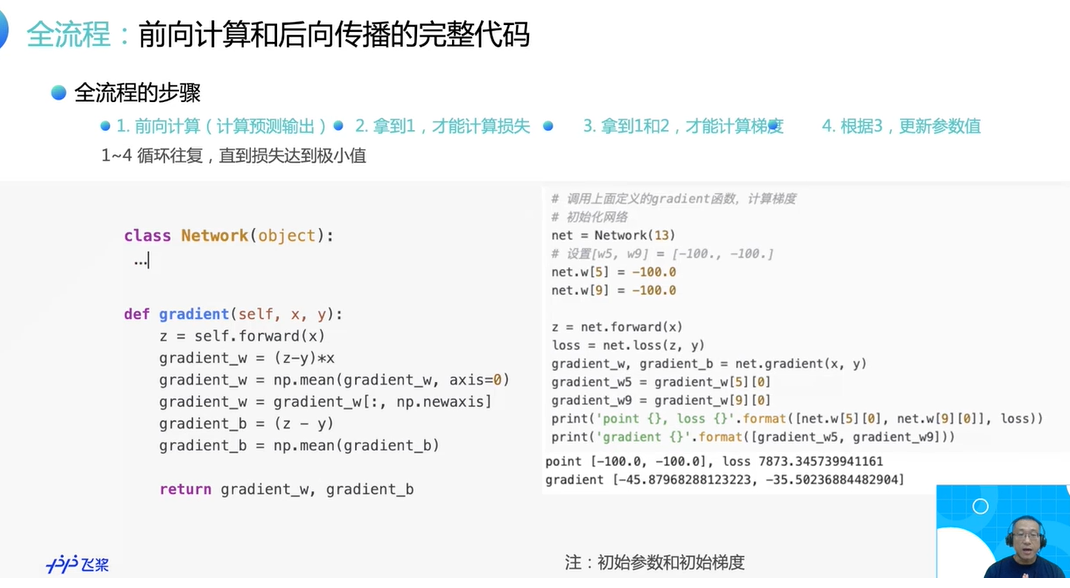 全流程：前向计算和后向传播的完整代码
全流程的步骤
1. 前向计算（计算预测输出） 2. 拿到1，才能计算损失 3. 拿到1和2，才能计算梯度 4. 根据3，更新参数值
1~4 循环往复，直到损失达到极小值
class Network(object):
...
def gradient(self, x, y):
z = self.forward(x)
gradient_w = (z-y)*x
gradient_w = np.mean(gradient_w, axis=0)
gradient_w = gradient_w[:, np.newaxis]
gradient_b = (z - y)
gradient_b = np.mean(gradient_b)
return gradient_w, gradient_b
# 调用上面定义的gradient函数，计算梯度
# 初始化网络
net = Network(13)
# 设置[w5, w9] = [-100., -100.]
net.w[5] = -100.0
net.w[9] = -100.0
z = net.forward(x)
loss = net.loss(z, y)
gradient_w, gradient_b = net.gradient(x, y)
gradient_w5 = gradient_w[5][0]
gradient_w9 = gradient_w[9][0]
print('point {}, loss {}'.format([net.w[5][0], net.w[9][0]], loss))
print('gradient {}'.format([gradient_w5, gradient_w9]))
point [-100.0, -100.0], loss 7873.345739941161
gradient [-45.87968288123223, -35.50236884482904]
飞桨
注：初始参数和初始梯度